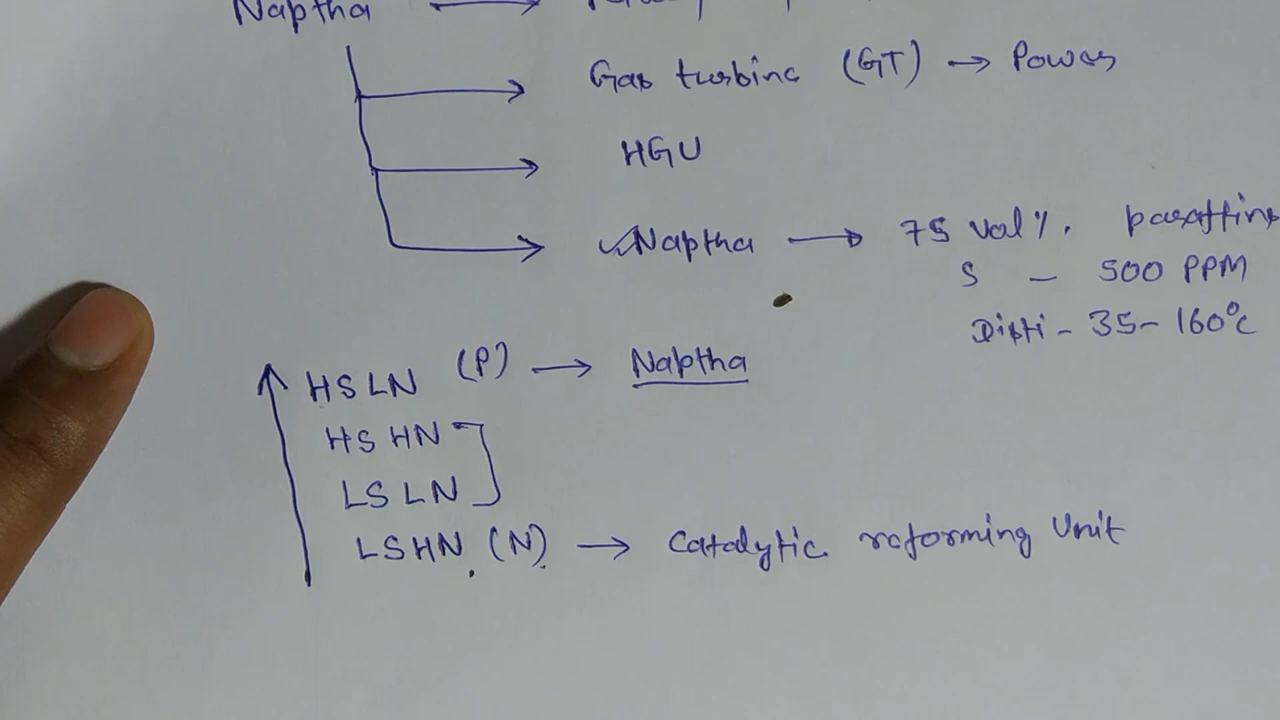 Naptha →
Gas turbine (GT) → Power
HGU
✓Naptha → 75 Vol%. paraffins
S - 500 PPM
Disti - 35-160°C
HSLN (P) → Naptha
HSHN
LSLN
LSHN (N) → Catalytic reforming Unit